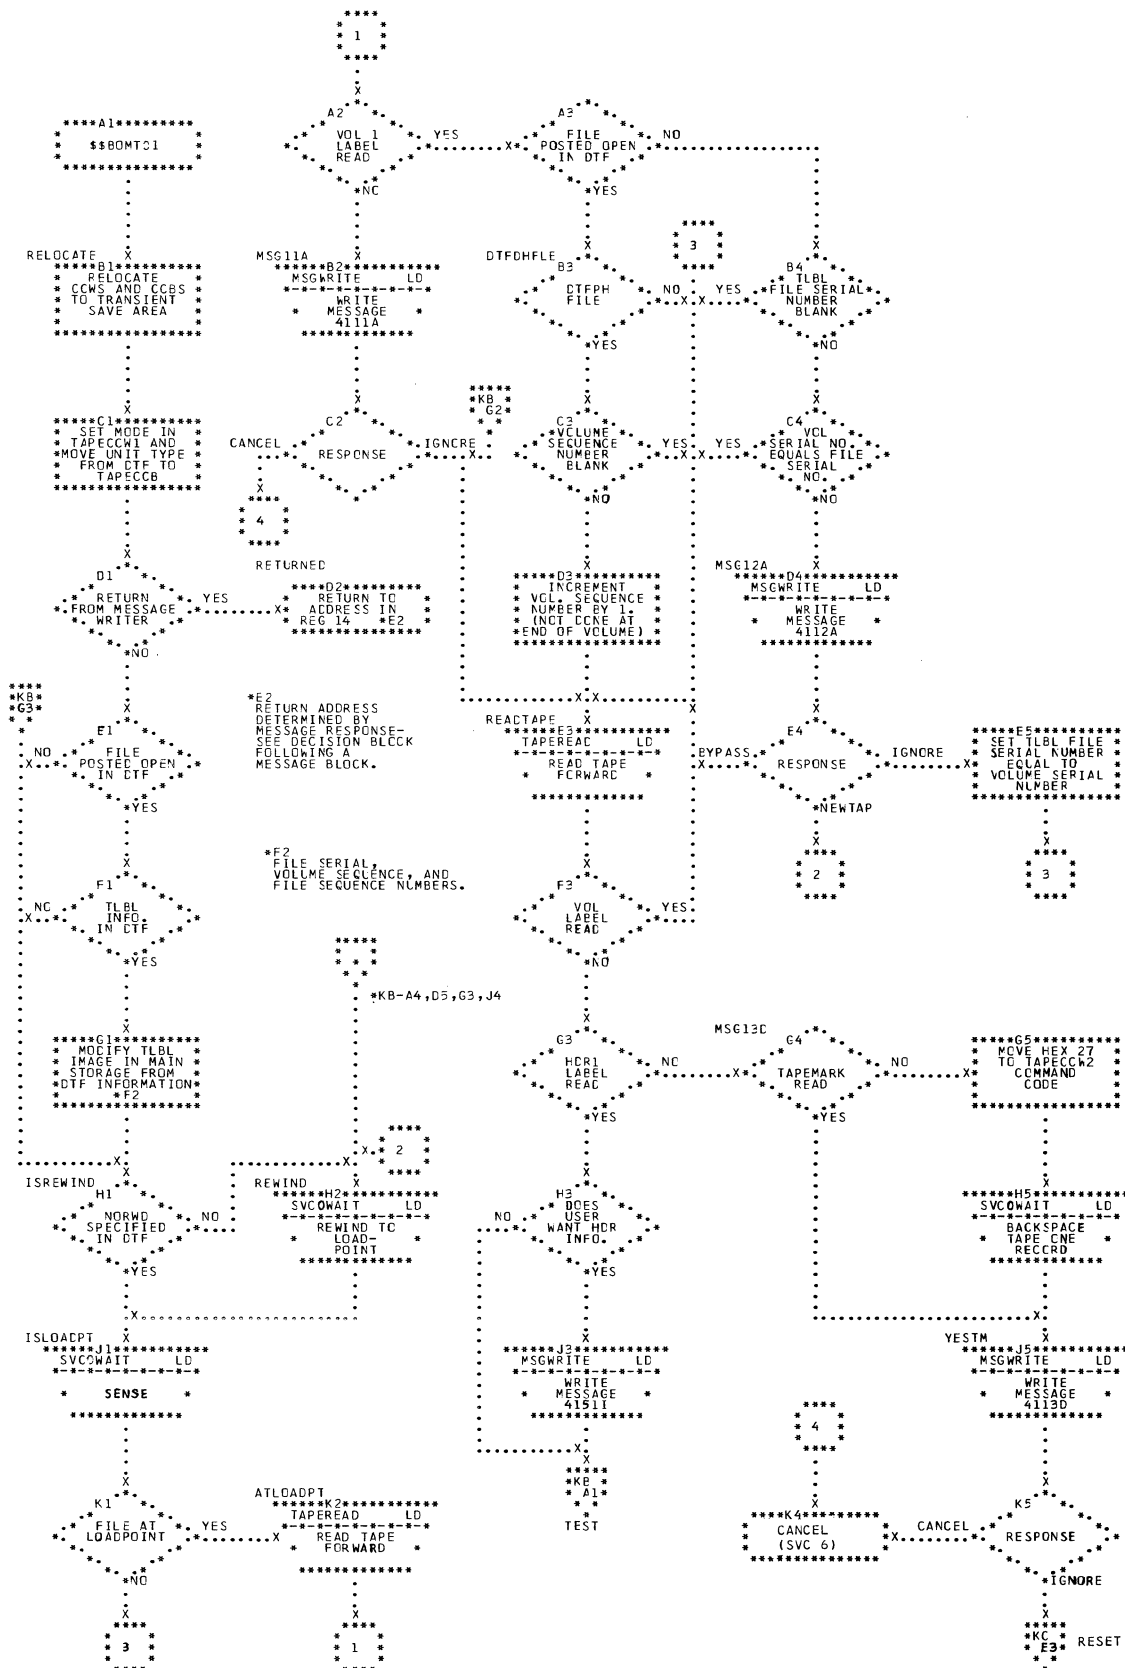 1
A1
$$BOMT01
A2
VOL 1
LABEL
READ
YES
NC
A3
FILE
POSTED OPEN
IN DTF
NO
YES
RELOCATE
B1
RELOCATE
CCWS AND CCBS
TO TRANSIENT
SAVE AREA
MSG11A
B2
MSGWRITE LD
WRITE
MESSAGE
4111A
DTFDHFLE
B3
DTFPH
FILE
NO
YES
3
YES
B4
TLBL
FILE SERIAL
NUMBER
BLANK
NO
C1
SET MODE IN
TAPECCW1 AND
MOVE UNIT TYPE
FROM DTF TO
TAPECCB
CANCEL
C2
RESPONSE
IGNCRE
4
KB
G2
C3
VOLUME
SEQUENCE
NUMBER
BLANK
YES
NO
YES
C4
VCL
SERIAL NO.
EQUALS FILE
SERIAL
NO.
NO
D1
RETURN
FROM MESSAGE
WRITER
YES
NO
RETURNED
D2
RETURN TO
ADDRESS IN
REG 14 *E2
D3
INCREMENT
VOL. SEQUENCE
NUMBER BY 1.
(NOT DCNE AT
END OF VOLUME)
MSG12A
D4
MSGWRITE LD
WRITE
MESSAGE
4112A
*KB
*G3*
E1
NO
FILE
POSTED OPEN
IN DTF
YES
*E2
RETURN ADDRESS
DETERMINED BY
MESSAGE RESPONSE-
SEE DECISION BLCCK
FOLLOWING A
MESSAGE BLOCK.
READTAPE
E3
TAPEREAD LD
READ TAPE
FORWARD
BYPASS
E4
RESPONSE
IGNORE
NEWTAP
E5
SET TLBL FILE
SERIAL NUMBER
EQUAL TO
VOLUME SERIAL
NUMBER
2
3
F1
NC
TLBL
INFO.
IN DTF
YES
*F2
FILE SERIAL,
VOLUME SEQUENCE, AND
FILE SEQUENCE NUMBERS.
F3
VOL
LABEL
READ
YES
NO
*KB-A4,D5,G3,J4
G1
MODIFY TLBL
IMAGE IN MAIN
STORAGE FROM
DTF INFORMATION
*F2
G3
HDR1
LABEL
READ
NC
YES
MSG13D
G4
TAPEMARK
READ
NO
YES
G5
MOVE HEX 27
TO TAPECCW2
COMMAND
CODE
2
ISREWIND
H1
NORWD
SPECIFIED
IN DTF
NO
YES
REWIND
H2
SVCOWAIT LD
REWIND TC
LOAD-
POINT
NO
H3
DOES
USER
WANT HDR
INFO.
YES
H5
SVCOWAIT LD
BACKSPACE
TAPE CNE
RECCRD
ISLOADPT
J1
SVCOWAIT LD
SENSE
J3
MSGWRITE LD
WRITE
MESSAGE
4151I
YESTM
J5
MSGWRITE LD
WRITE
MESSAGE
4113D
4
K1
FILE AT
LOADPOINT
YES
NO
ATLOADPT
K2
TAPEREAD LD
READ TAPE
FORWARD
KB
A1
TEST
K4
CANCEL
(SVC 6)
CANCEL
K5
RESPONSE
IGNORE
3
1
KC
E3
RESET